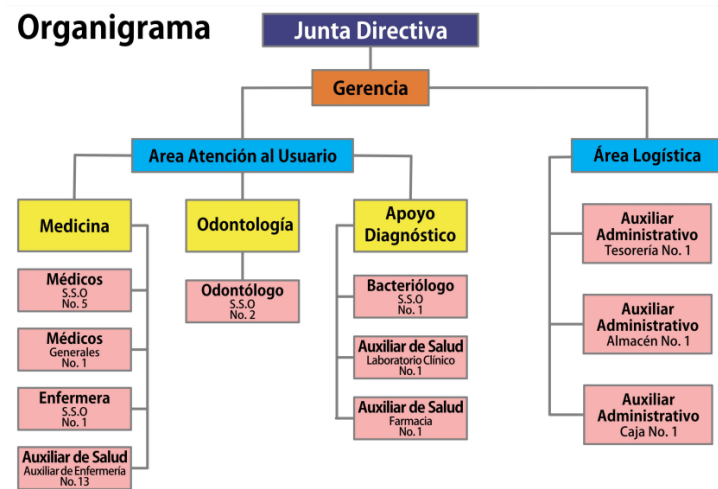 Organigrama
Junta Directiva
Gerencia
Area Atención al Usuario
Área Logística
Medicina
Odontología
Apoyo
Diagnóstico
Médicos
S.S.O
No. 5
Médicos
Generales
No. 1
Enfermera
S.S.O
No. 1
Auxiliar de Salud
Auxiliar de Enfermería
No. 13
Odontólogo
S.S.O
No. 2
Bacteriólogo
S.S.O
No. 1
Auxiliar de Salud
Laboratorio Clínico
No. 1
Auxiliar de Salud
Farmacia
No. 1
Auxiliar
Administrativo
Tesorería No. 1
Auxiliar
Administrativo
Almacén No. 1
Auxiliar
Administrativo
Caja No. 1